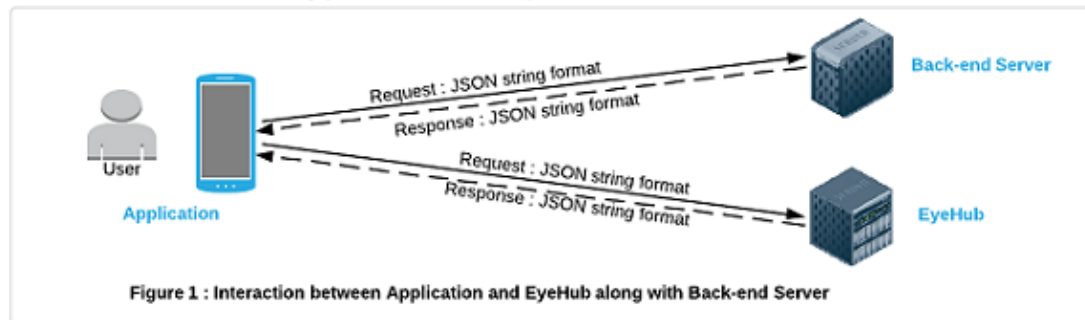 Request : JSON string format
Response : JSON string format
Back-end Server
User
Application
Request : JSON string format
Response : JSON string format
EyeHub
Figure 1 : Interaction between Application and EyeHub along with Back-end Server